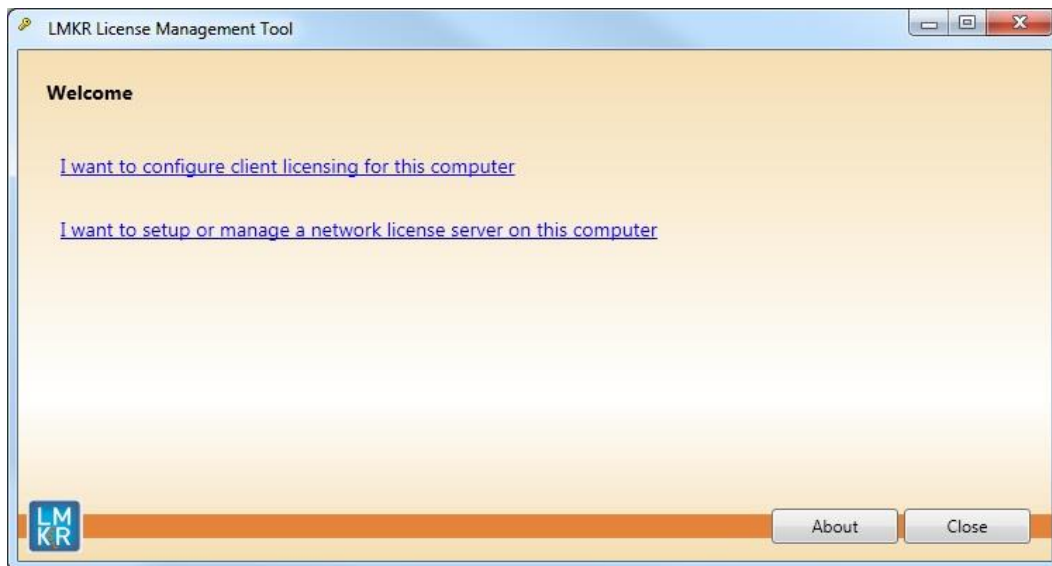 LMKR License Management Tool
Welcome
I want to configure client licensing for this computer
I want to setup or manage a network license server on this computer
LM
KR
About
Close